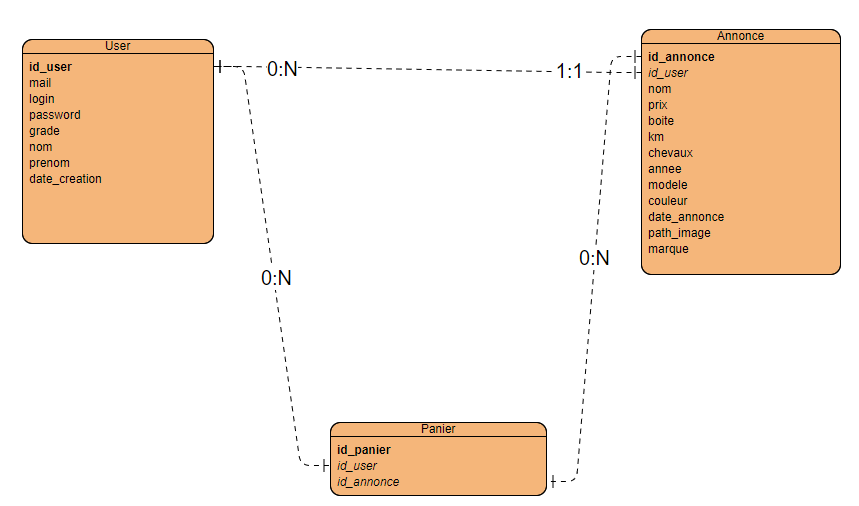 User
id_user
mail
login
password
grade
nom
prenom
date_creation
0:N
1:1
Annonce
id_annonce
id_user
nom
prix
boite
km
chevaux
annee
modele
couleur
date_annonce
path_image
marque
0:N
0:N
Panier
id_panier
id_user
id_annonce